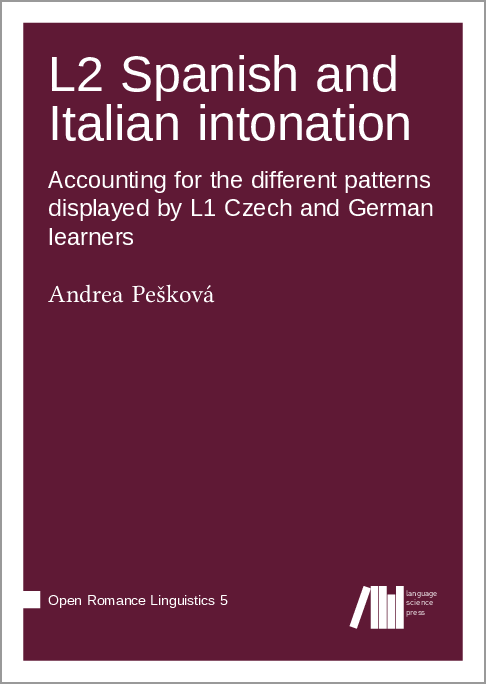 L2 Spanish and
Italian intonation
Accounting for the different patterns
displayed by L1 Czech and German
learners
Andrea Pešková
Open Romance Linguistics 5
language
science
press